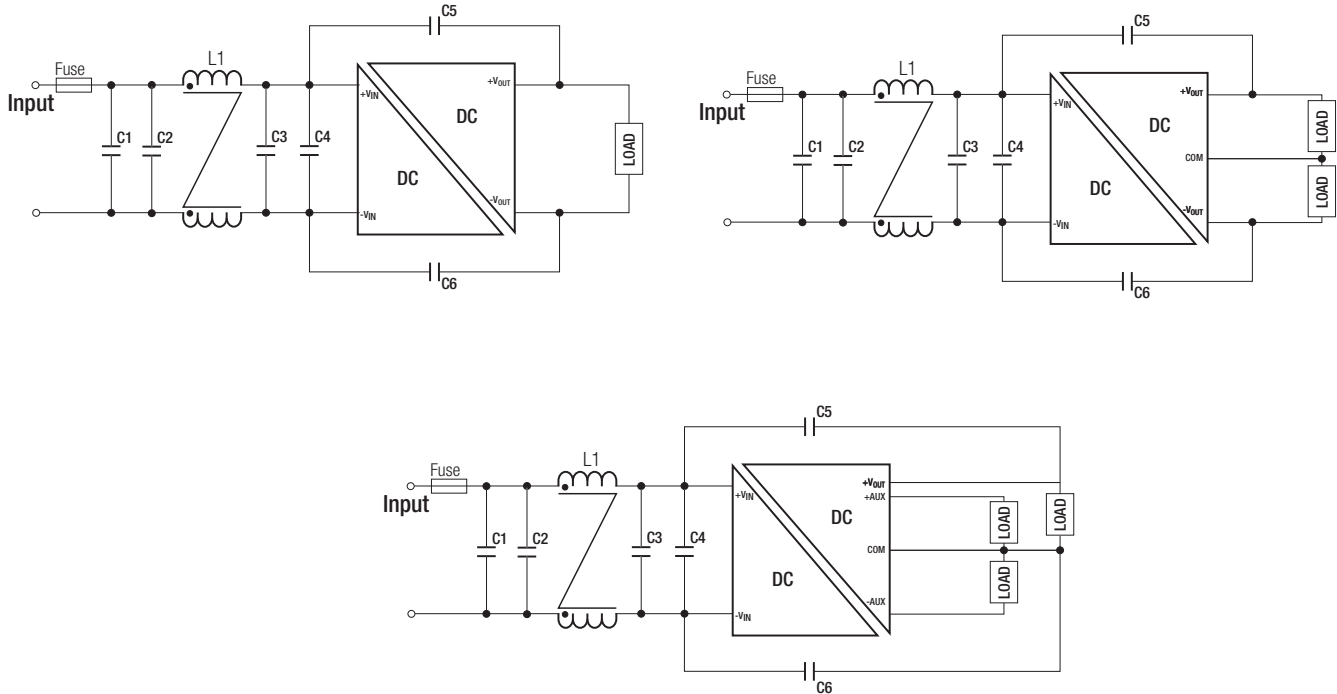 C5
L1
Fuse
Input
+VIN
+VOUT
DC
C1
C2
C3
C4
LOAD
DC
-VOUT
-VIN
C6
C5
L1
Fuse
Input
+VIN
+VOUT
DC
LOAD
C1
C2
C3
C4
COM
DC
LOAD
-VOUT
-VIN
C6
C5
L1
Fuse
Input
+VIN
+VOUT
+AUX
DC
LOAD
LOAD
C1
C2
C3
C4
COM
DC
LOAD
-AUX
-VIN
C6